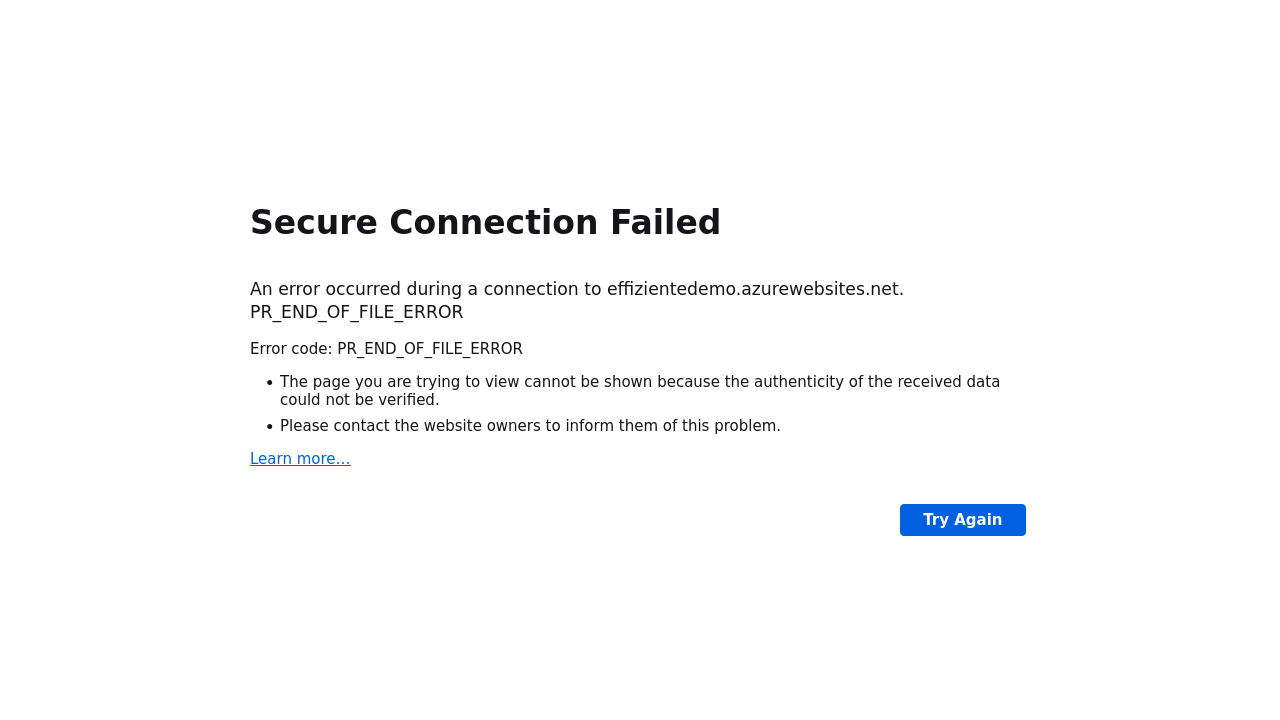 Secure Connection Failed
An error occurred during a connection to effizientedemo.azurewebsites.net.
PR_END_OF_FILE_ERROR
Error code: PR_END_OF_FILE_ERROR
• The page you are trying to view cannot be shown because the authenticity of the received data
could not be verified.
• Please contact the website owners to inform them of this problem.
Learn more…
Try Again